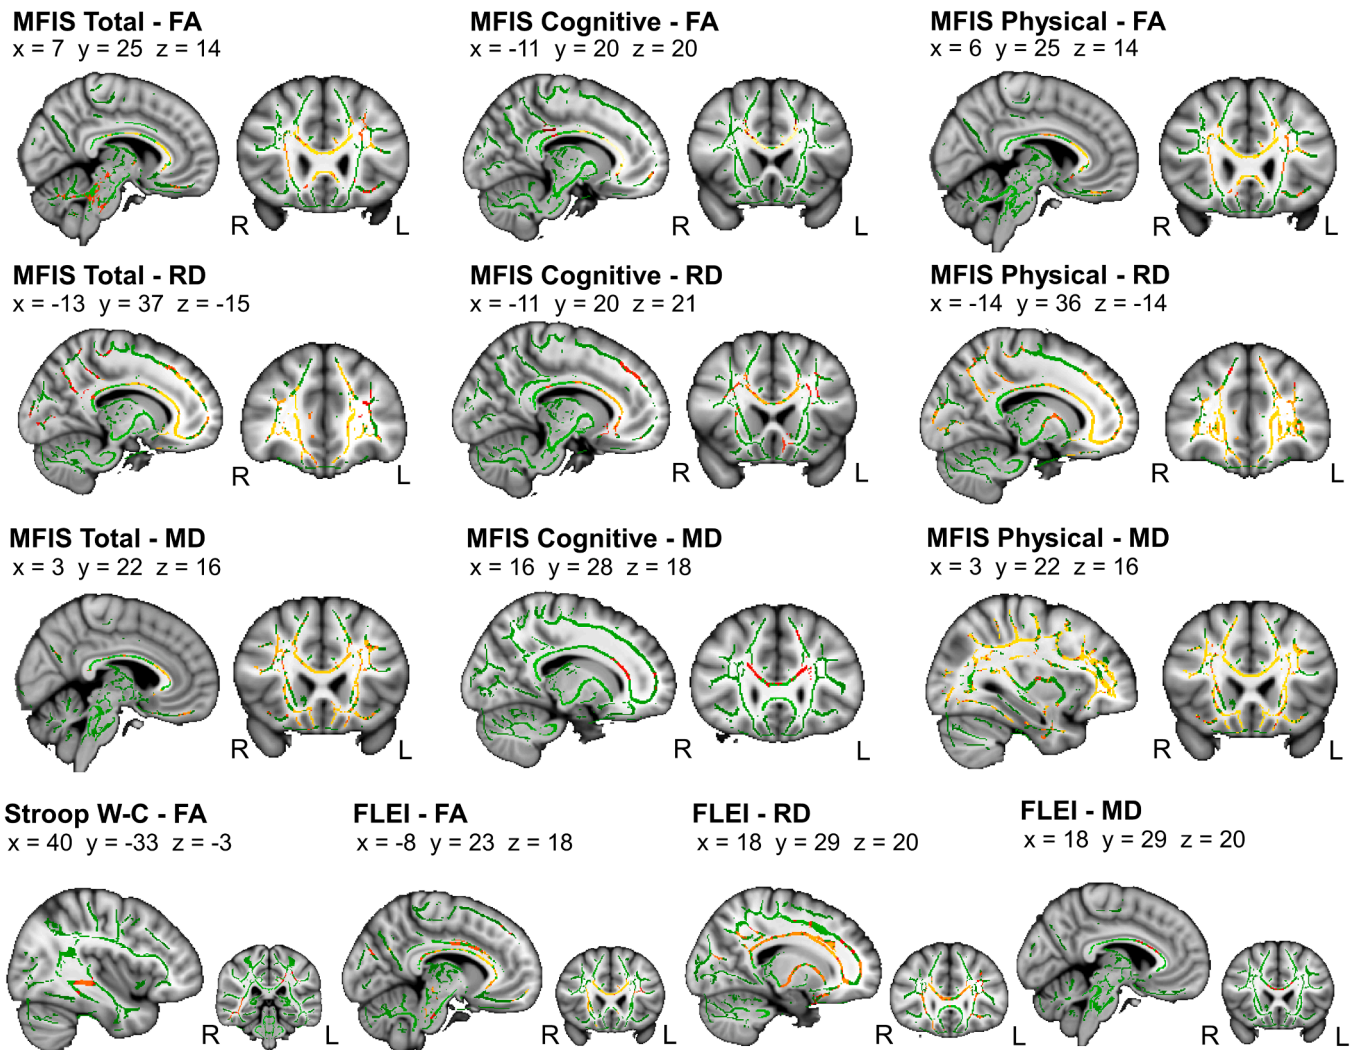 MFIS Total - FA
x = 7 y = 25 z = 14
MFIS Cognitive - FA
x = -11 y = 20 z = 20
MFIS Physical - FA
x = 6 y = 25 z = 14
R L
R L
R L
MFIS Total - RD
x = -13 y = 37 z = -15
MFIS Cognitive - RD
x = -11 y = 20 z = 21
MFIS Physical - RD
x = -14 y = 36 z = -14
R L
R L
R L
MFIS Total - MD
x = 3 y = 22 z = 16
MFIS Cognitive - MD
x = 16 y = 28 z = 18
MFIS Physical - MD
x = 3 y = 22 z = 16
R L
R L
R L
Stroop W-C - FA
x = 40 y = -33 z = -3
FLEI - FA
x = -8 y = 23 z = 18
FLEI - RD
x = 18 y = 29 z = 20
FLEI - MD
x = 18 y = 29 z = 20
R L
R L
R L
R L